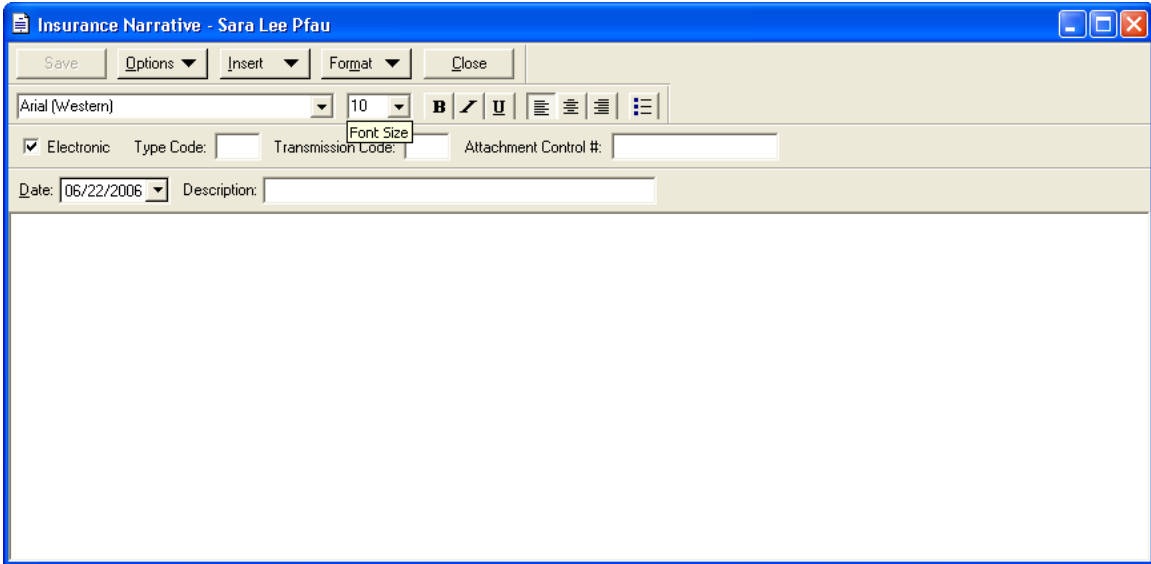 Insurance Narrative - Sara Lee Pfau
Save Options Insert Format Close
Arial (Western) 10 B I U
Font Size
Electronic Type Code: Transmission Code: Attachment Control #:
Date: 06/22/2006 Description: